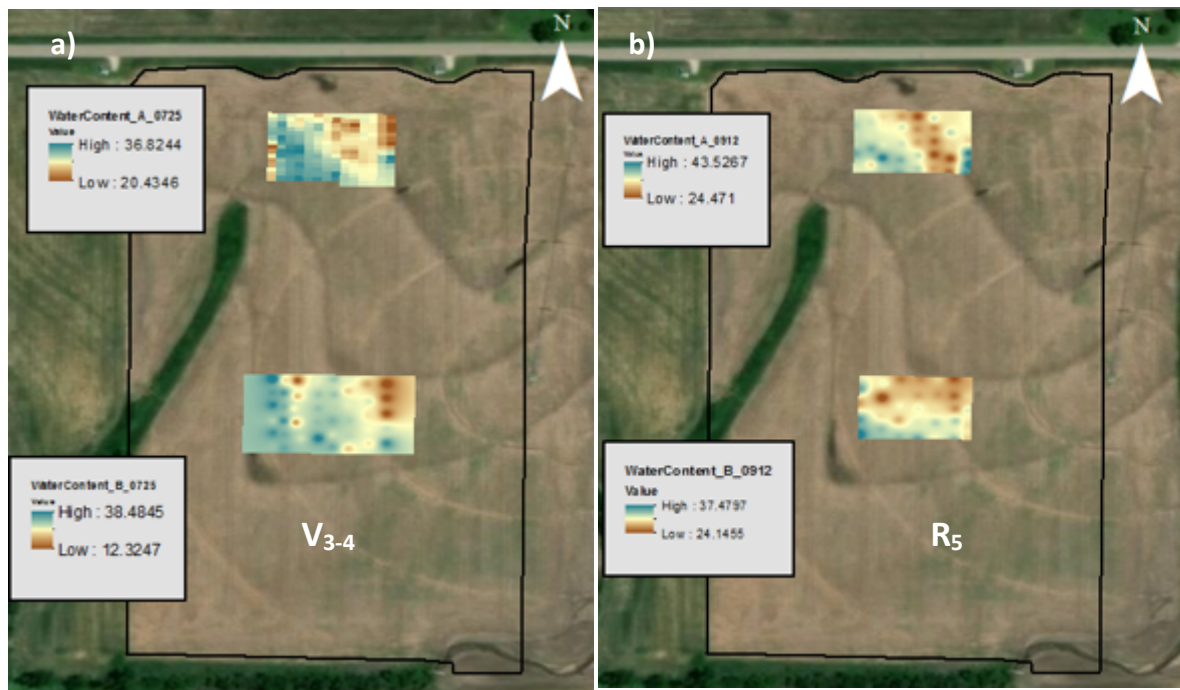 a)
N
WaterContent_A_0725
Value
High : 36.8244
Low : 20.4346
WaterContent_B_0725
Value
High : 38.4845
Low : 12.3247
V₃₋₄
b)
N
WaterContent_A_0912
Value
High : 43.5267
Low : 24.471
WaterContent_B_0912
Value
High : 37.4797
Low : 24.1455
R₅